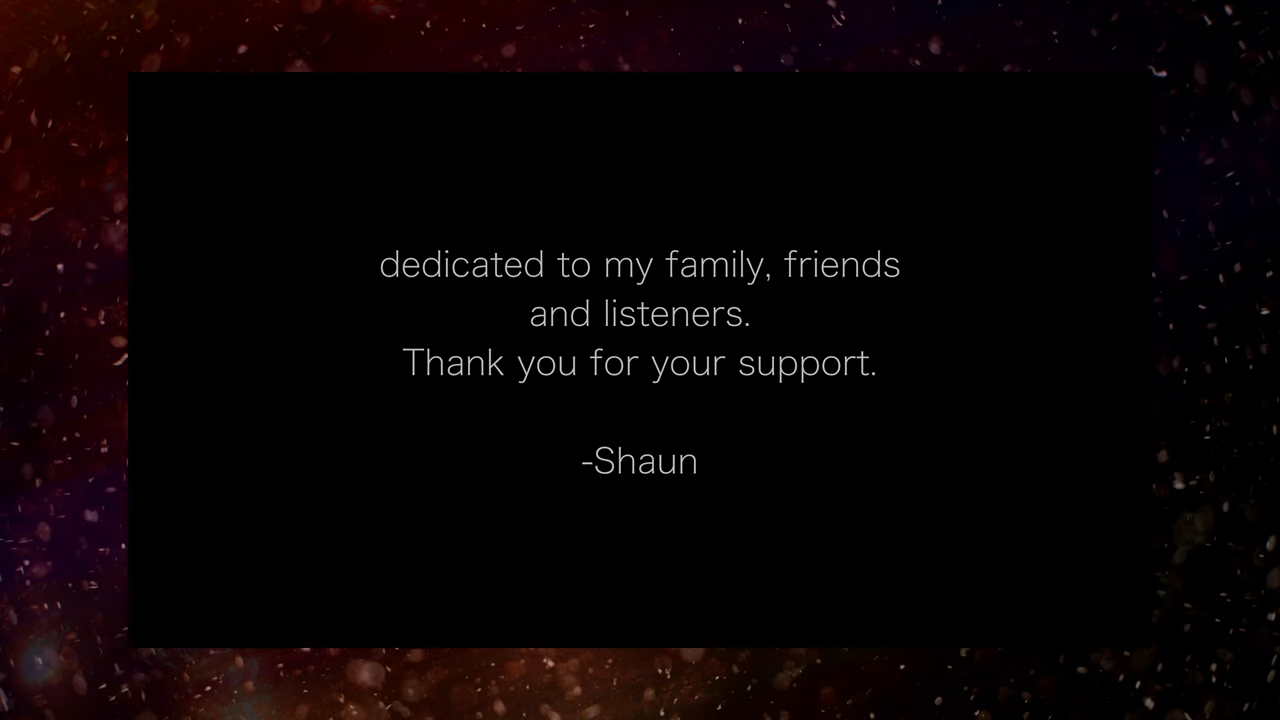 dedicated to my family, friends
and listeners.
Thank you for your support.
-Shaun